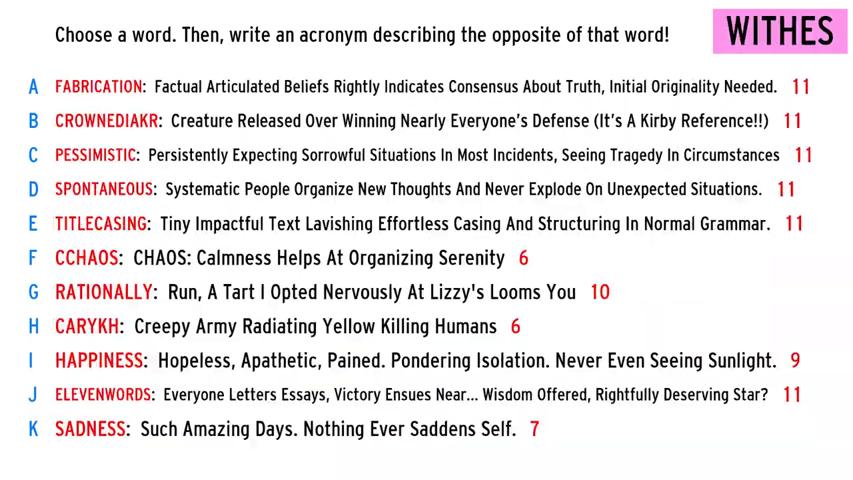 Choose a word. Then, write an acronym describing the opposite of that word!
WITHES
A FABRICATION: Factual Articulated Beliefs Rightly Indicates Consensus About Truth, Initial Originality Needed. 11
B CROWNEDIAKR: Creature Released Over Winning Nearly Everyone's Defense (It's A Kirby Reference!!) 11
C PESSIMISTIC: Persistently Expecting Sorrowful Situations In Most Incidents, Seeing Tragedy In Circumstances 11
D SPONTANEOUS: Systematic People Organize New Thoughts And Never Explode On Unexpected Situations. 11
E TITLECASING: Tiny Impactful Text Lavishing Effortless Casing And Structuring In Normal Grammar. 11
F CCHAOS: CHAOS: Calmness Helps At Organizing Serenity 6
G RATIONALLY: Run, A Tart I Opted Nervously At Lizzy's Looms You 10
H CARYKH: Creepy Army Radiating Yellow Killing Humans 6
I HAPPINESS: Hopeless, Apathetic, Pained. Pondering Isolation. Never Even Seeing Sunlight. 9
J ELEVENWORDS: Everyone Letters Essays, Victory Ensues Near... Wisdom Offered, Rightfully Deserving Star? 11
K SADNESS: Such Amazing Days. Nothing Ever Saddens Self. 7